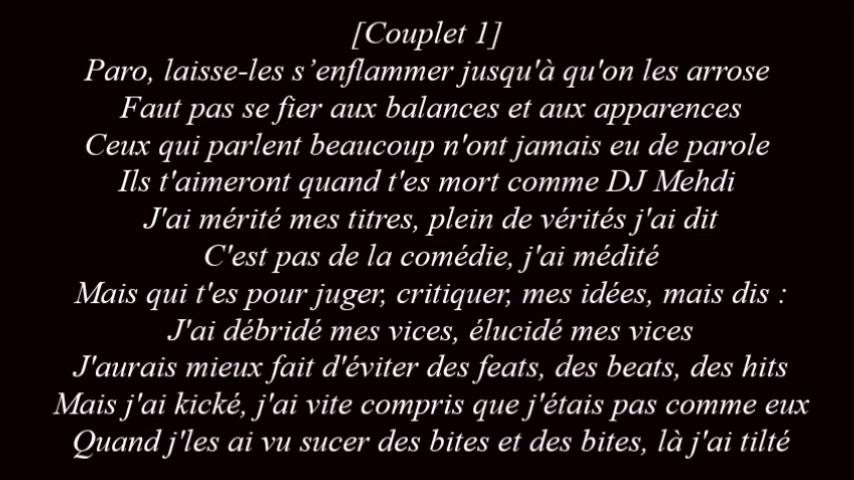 [Couplet 1]
Paro, laisse-les s’enflammer jusqu'à qu'on les arrose
Faut pas se fier aux balances et aux apparences
Ceux qui parlent beaucoup n'ont jamais eu de parole
Ils t'aimeront quand t'es mort comme DJ Mehdi
J'ai mérité mes titres, plein de vérités j'ai dit
C'est pas de la comédie, j'ai médité
Mais qui t'es pour juger, critiquer, mes idées, mais dis :
J'ai débridé mes vices, élucidé mes vices
J'aurais mieux fait d'éviter des feats, des beats, des hits
Mais j'ai kické, j'ai vite compris que j'étais pas comme eux
Quand j'les ai vu sucer des bites et des bites, là j'ai tilté